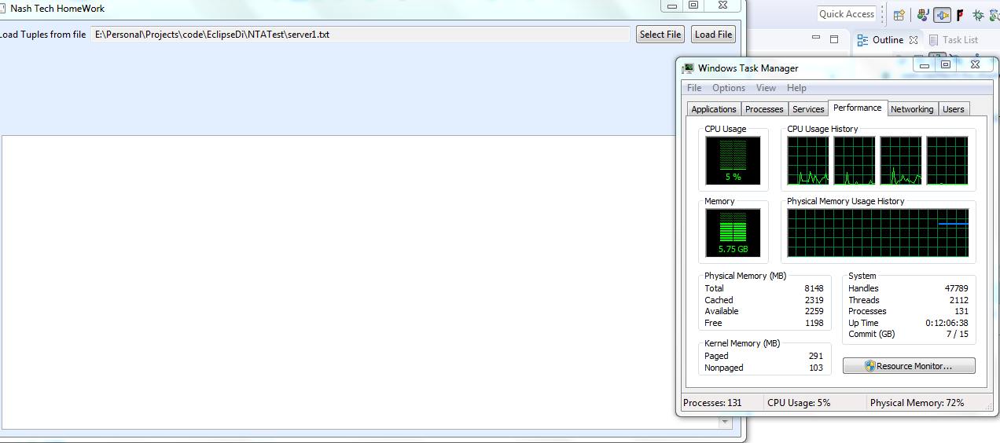 Nash Tech HomeWork
Load Tuples from file E:\Personal\Projects\code\EclipseDi\NTATest\server1.txt Select File Load File
Quick Access
Outline Task List
Windows Task Manager
File Options View Help
Applications Processes Services Performance Networking Users
CPU Usage
5 %
CPU Usage History
Memory
5.75 GB
Physical Memory Usage History
Physical Memory (MB)
Total 8148
Cached 2319
Available 2259
Free 1198
Kernel Memory (MB)
Paged 291
Nonpaged 103
System
Handles 47789
Threads 2112
Processes 131
Up Time 0:12:06:38
Commit (GB) 7 / 15
Resource Monitor...
Processes: 131 CPU Usage: 5% Physical Memory: 72%